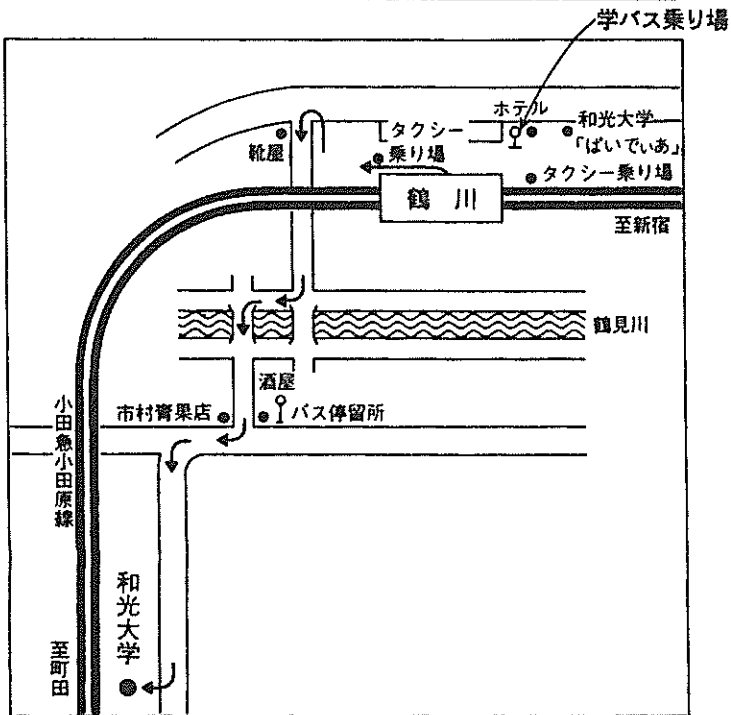 学バス乗り場
ホテル
和光大学
「ぱいでぃあ」
タクシー
乗り場
靴屋
タクシー乗り場
鶴川
至新宿
鶴見川
酒屋
市村青果店
バス停留所
小田急小田原線
和光大学
至町田